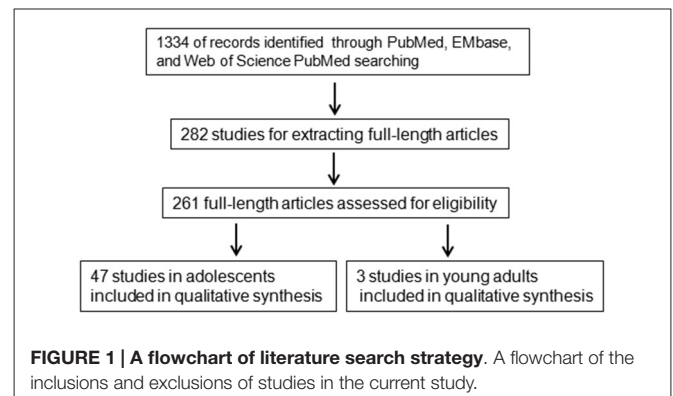 1334 of records identified through PubMed, EMbase,
and Web of Science PubMed searching
282 studies for extracting full-length articles
261 full-length articles assessed for eligibility
47 studies in adolescents
included in qualitative synthesis
3 studies in young adults
included in qualitative synthesis
FIGURE 1 | A flowchart of literature search strategy. A flowchart of the
inclusions and exclusions of studies in the current study.